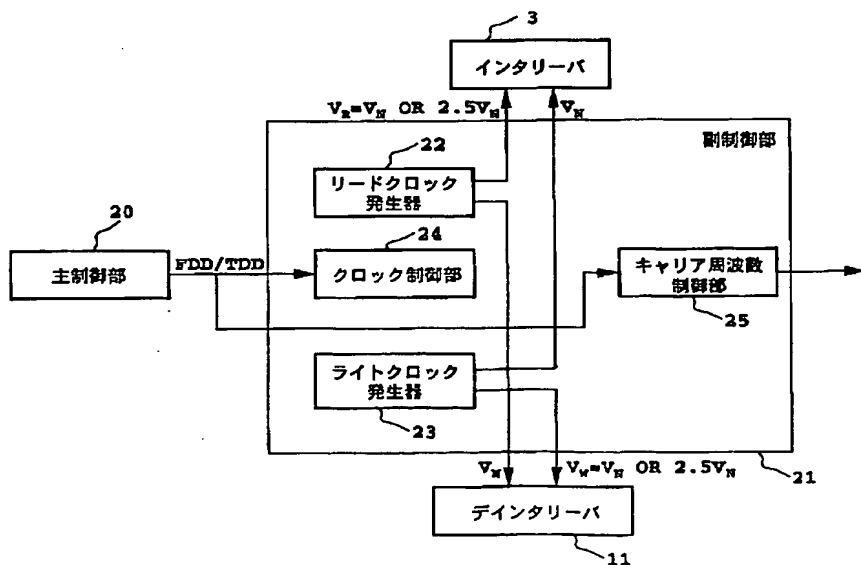 3
インタリーバ
V_R=V_N OR 2.5V_N
V_N
副制御部
22
リードクロック
発生器
20
主制御部
FDD/TDD
24
クロック制御部
キャリア周波数
制御部
25
ライトクロック
発生器
23
V_N
V_W=V_N OR 2.5V_N
21
デインタリーバ
11